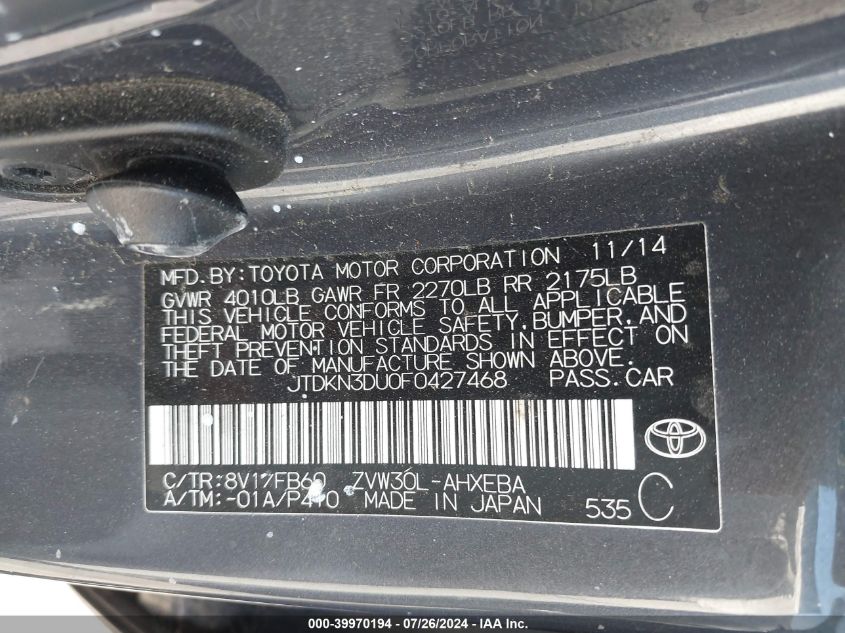 MFD. BY: TOYOTA MOTOR CORPORATION 11/14
GVWR 4010LB GAWR FR 2270LB RR 2175LB
THIS VEHICLE CONFORMS TO ALL APPLICABLE
FEDERAL MOTOR VEHICLE SAFETY, BUMPER, AND
THEFT PREVENTION STANDARDS IN EFFECT ON
THE DATE OF MANUFACTURE SHOWN ABOVE.
JTDKN3DU0F0427468 PASS. CAR
C/TR: 8V17FB60 ZVW30L-AHXEBA
A/TM: -01A/P410 MADE IN JAPAN 535 C
000-39970194 - 07/26/2024 - IAA Inc.